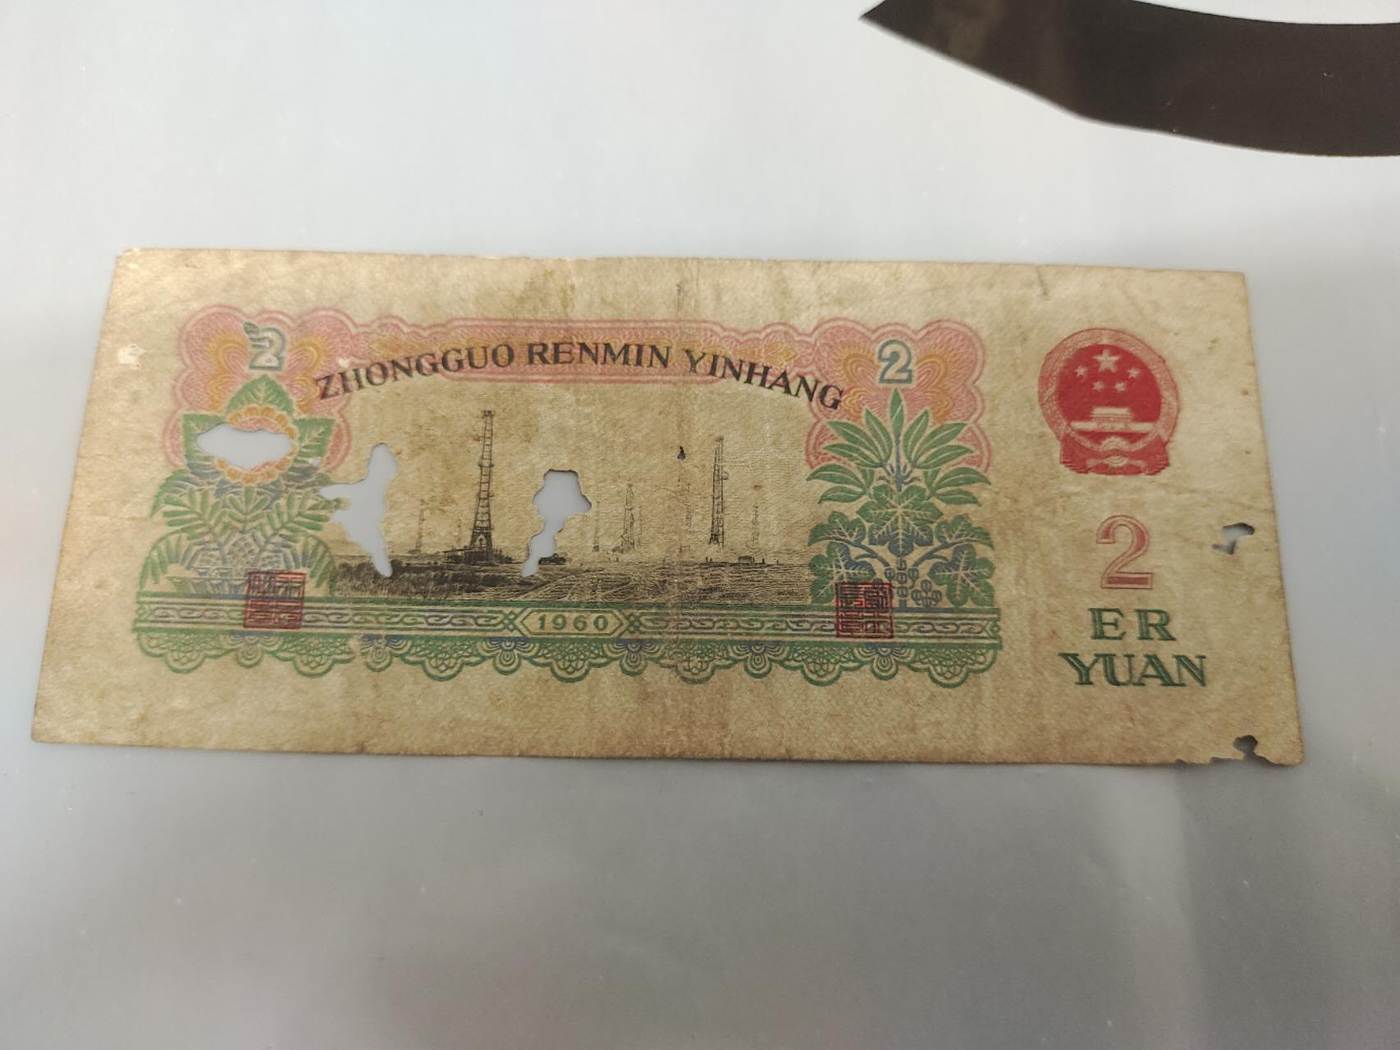 2
ZHONGGUO RENMIN YINHANG
2
2
ER
YUAN
1960